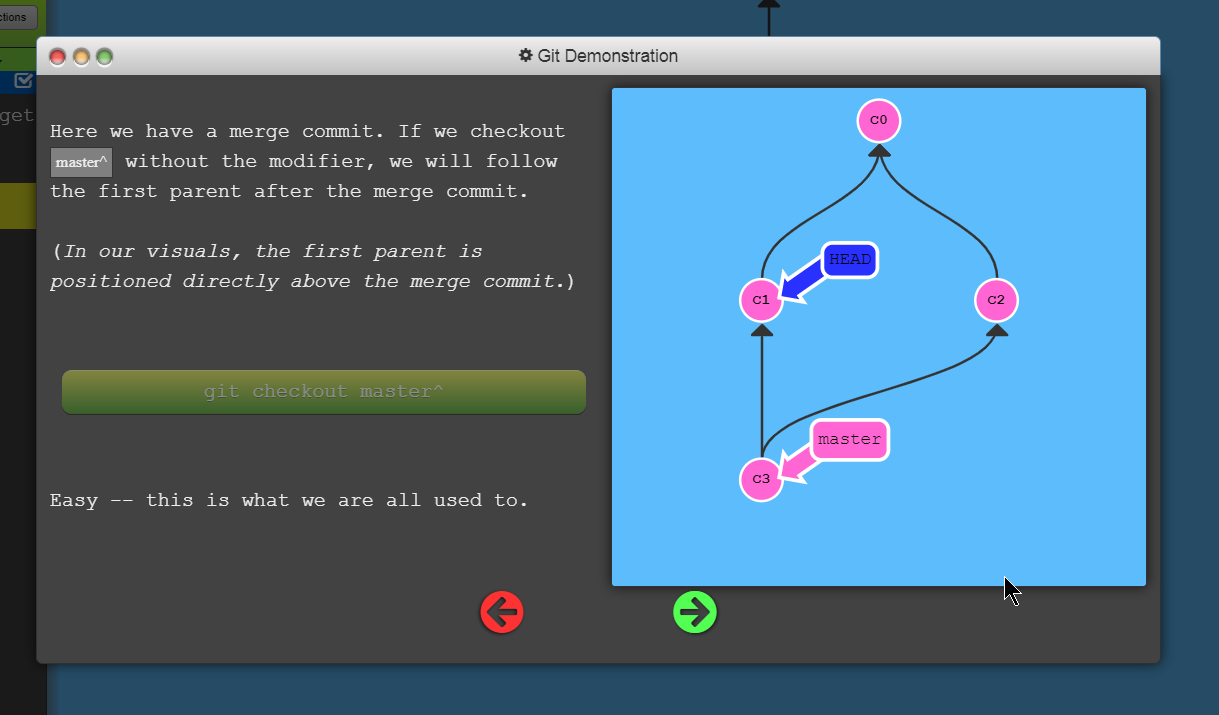 ctions
get
Git Demonstration
Here we have a merge commit. If we checkout
master^ without the modifier, we will follow
the first parent after the merge commit.
(In our visuals, the first parent is
positioned directly above the merge commit.)
git checkout master^
Easy -- this is what we are all used to.
C0
HEAD
C1
C2
master
C3